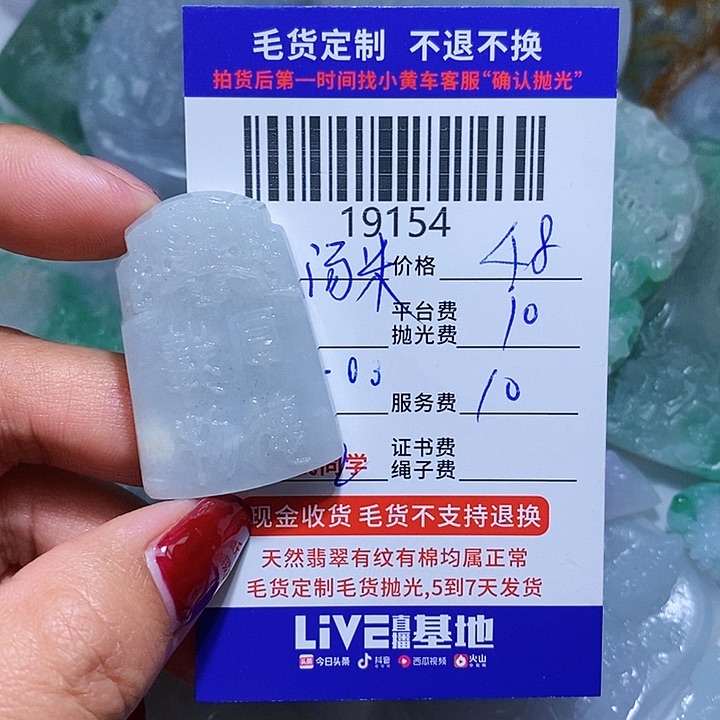 毛货定制 不退不换
拍货后第一时间找小黄车客服“确认抛光”
19154
价格 48
平台费
抛光费 10
-03
服务费 10
证书费
绳子费
同学
现金收货 毛货不支持退换
天然翡翠有纹有棉均属正常
毛货定制毛货抛光,5到7天发货
LiVE直播基地
头条 今日头条 抖音 西瓜视频 火山